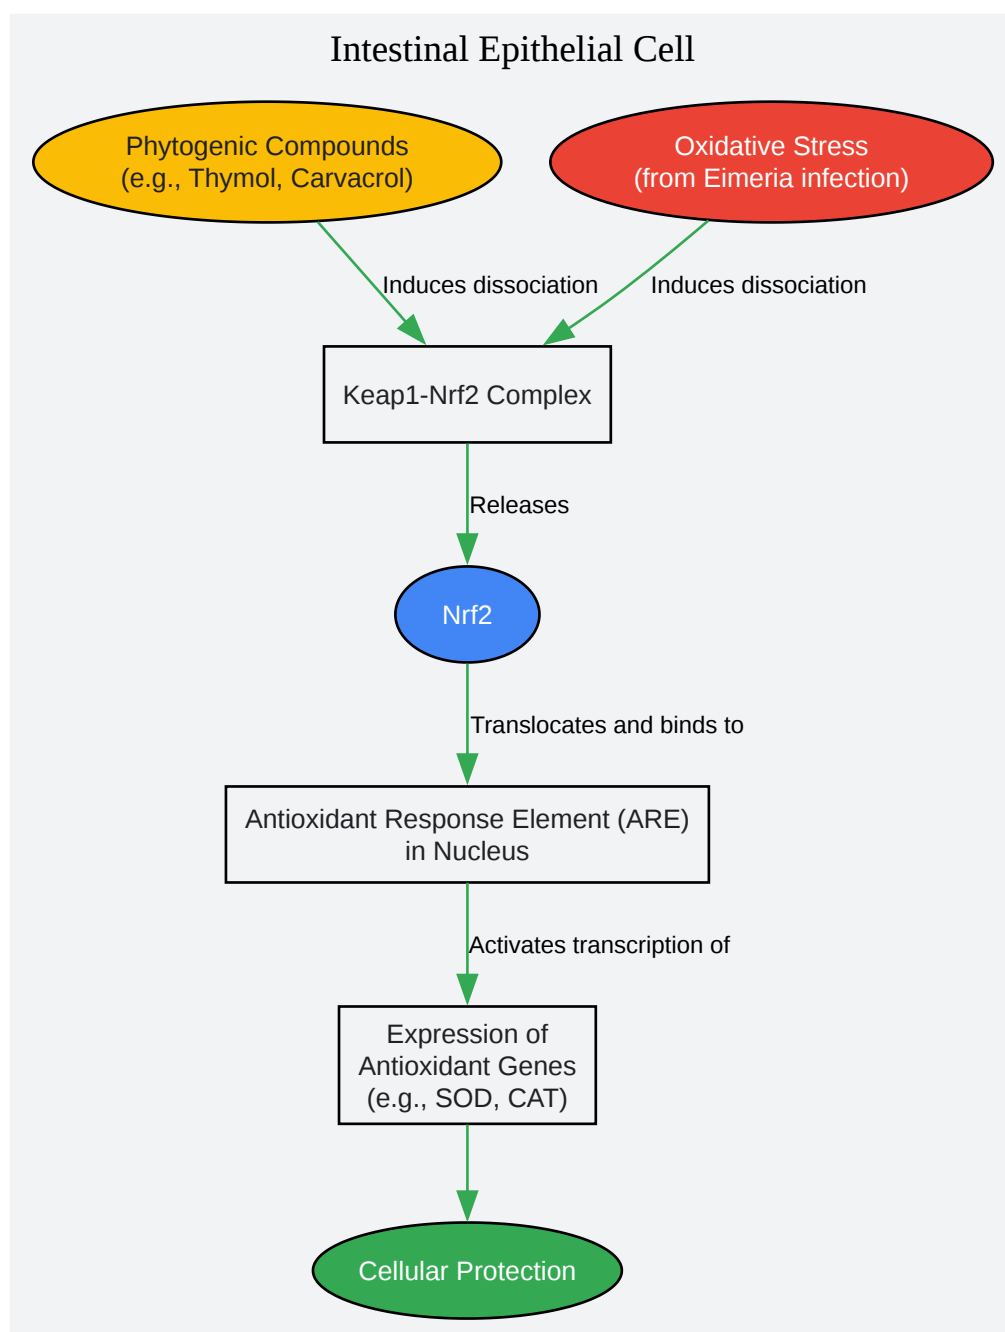 Intestinal Epithelial Cell
Phytogenic Compounds
(e.g., Thymol, Carvacrol)
Oxidative Stress
(from Eimeria infection)
Induces dissociation
Induces dissociation
Keap1-Nrf2 Complex
Releases
Nrf2
Translocates and binds to
Antioxidant Response Element (ARE)
in Nucleus
Activates transcription of
Expression of
Antioxidant Genes
(e.g., SOD, CAT)
Cellular Protection